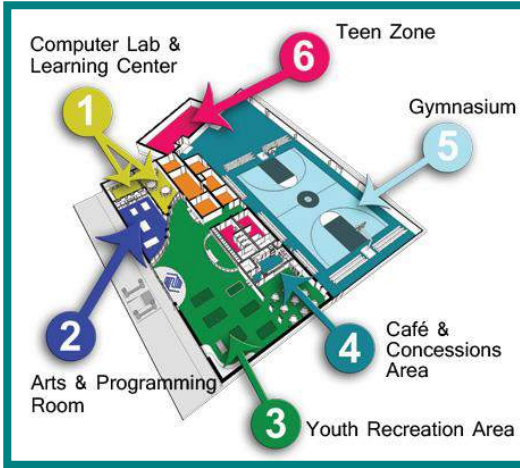 Computer Lab &
Learning Center
1
6
Teen Zone
Gymnasium
5
2
Arts & Programming
Room
4
Café &
Concessions
Area
3
Youth Recreation Area